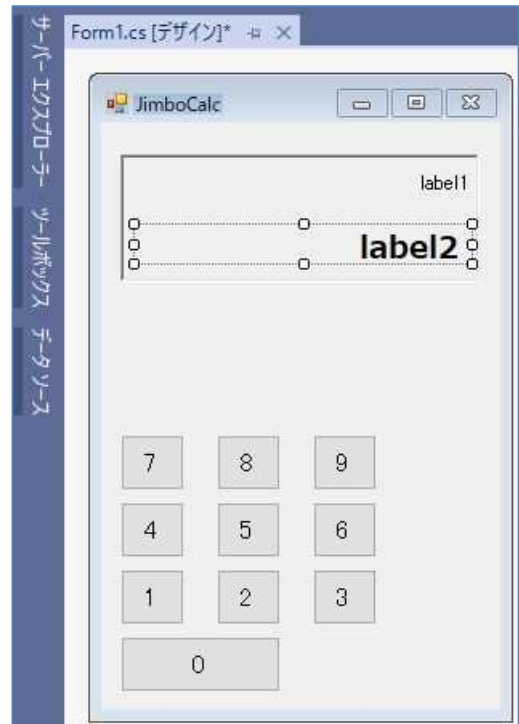 Form1.cs [デザイン]*
サーバー エクスプローラー
ツールボックス
データ ソース
JimboCalc
label1
label2
7 8 9
4 5 6
1 2 3
0